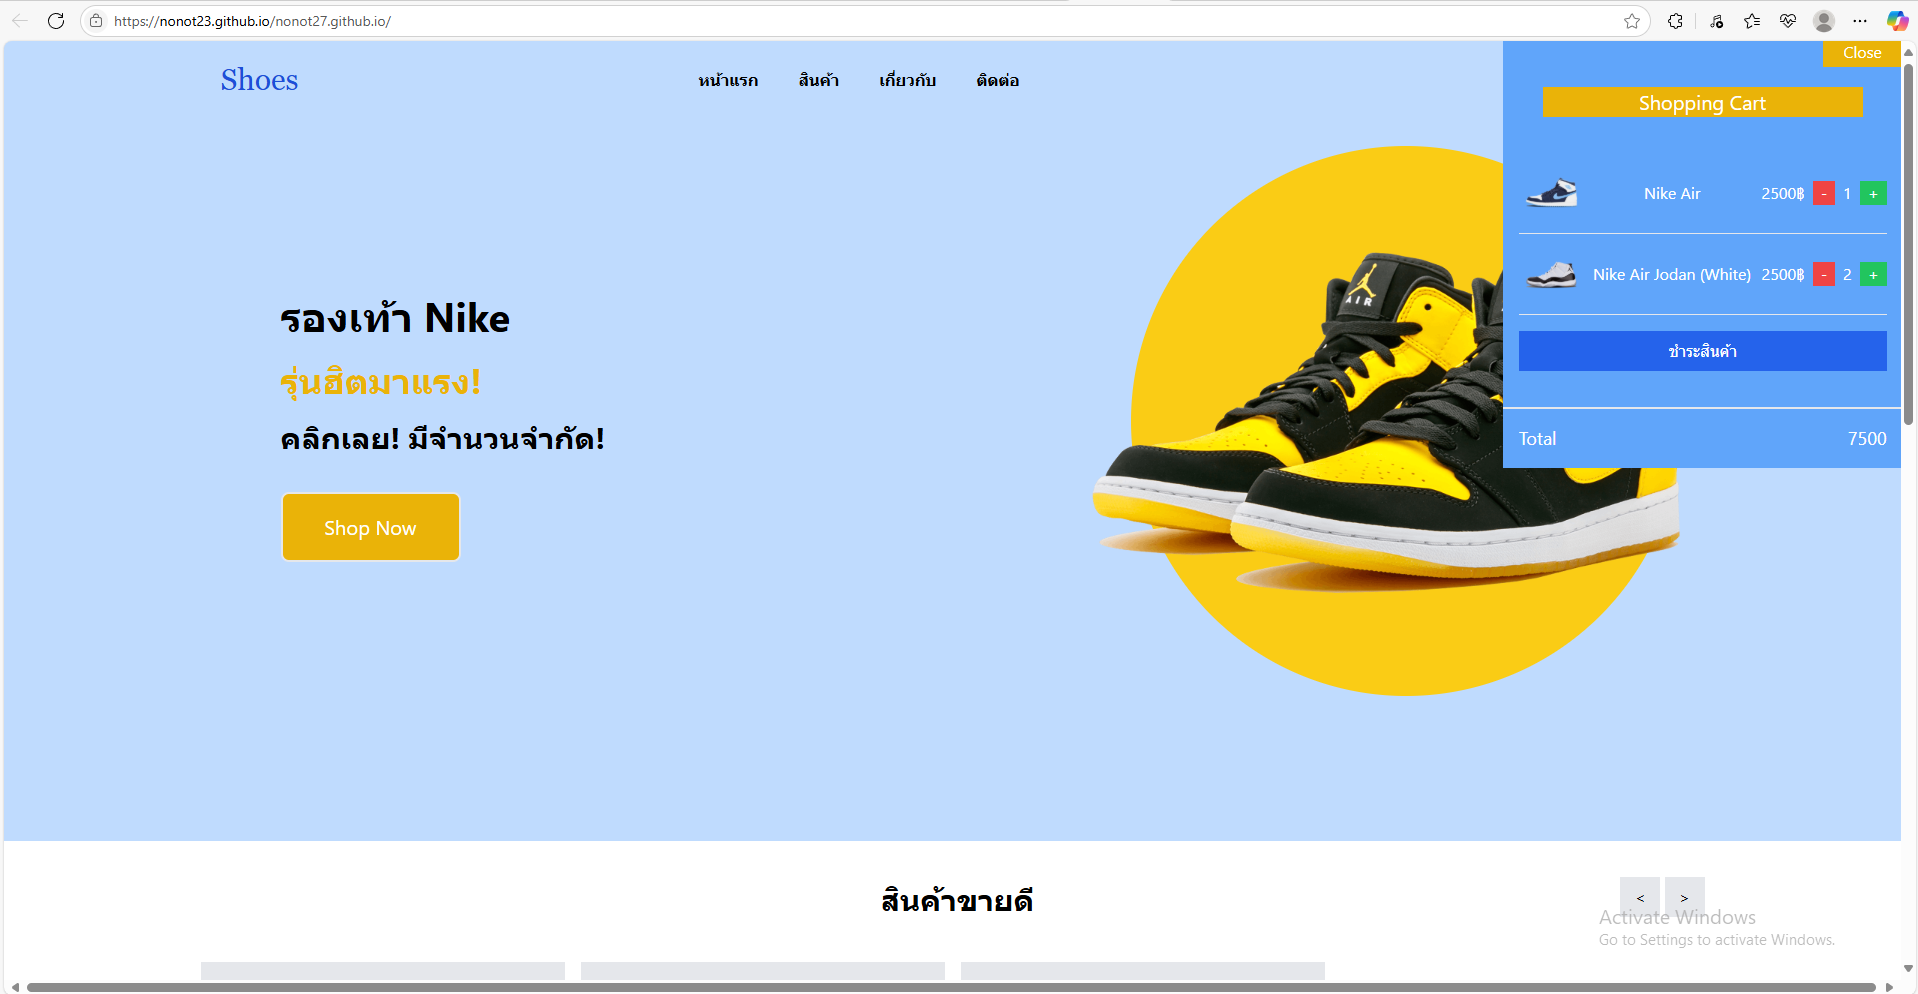 https://nonot23.github.io/nonot27.github.io/
Shoes
หน้าแรก สินค้า เกี่ยวกับ ติดต่อ
Close
Shopping Cart
Nike Air 2500฿ - 1 +
Nike Air Jodan (White) 2500฿ - 2 +
ชำระสินค้า
Total 7500
รองเท้า Nike
รุ่นฮิตมาแรง!
คลิกเลย! มีจำนวนจำกัด!
Shop Now
AIR
สินค้าขายดี
< >
Activate Windows
Go to Settings to activate Windows.